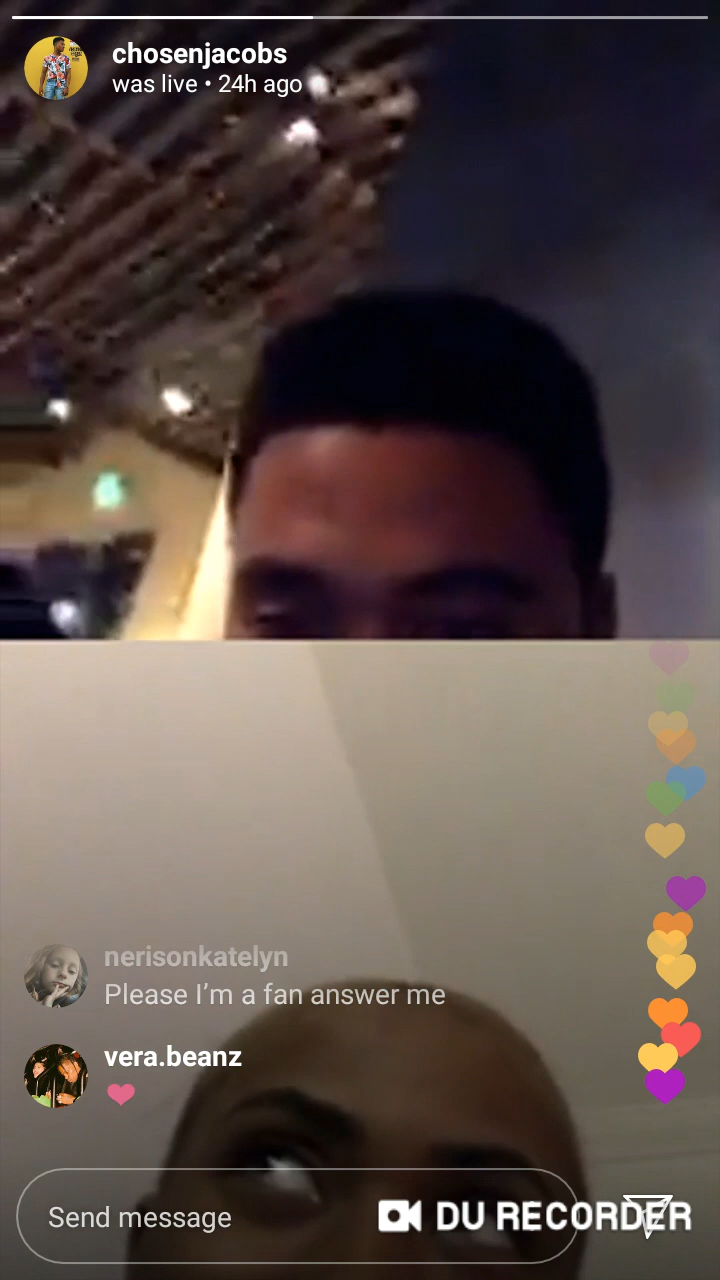 chosenjacobs
was live • 24h ago
nerisonkatelyn
Please I'm a fan answer me
vera.beanz
Send message
DU RECORDER